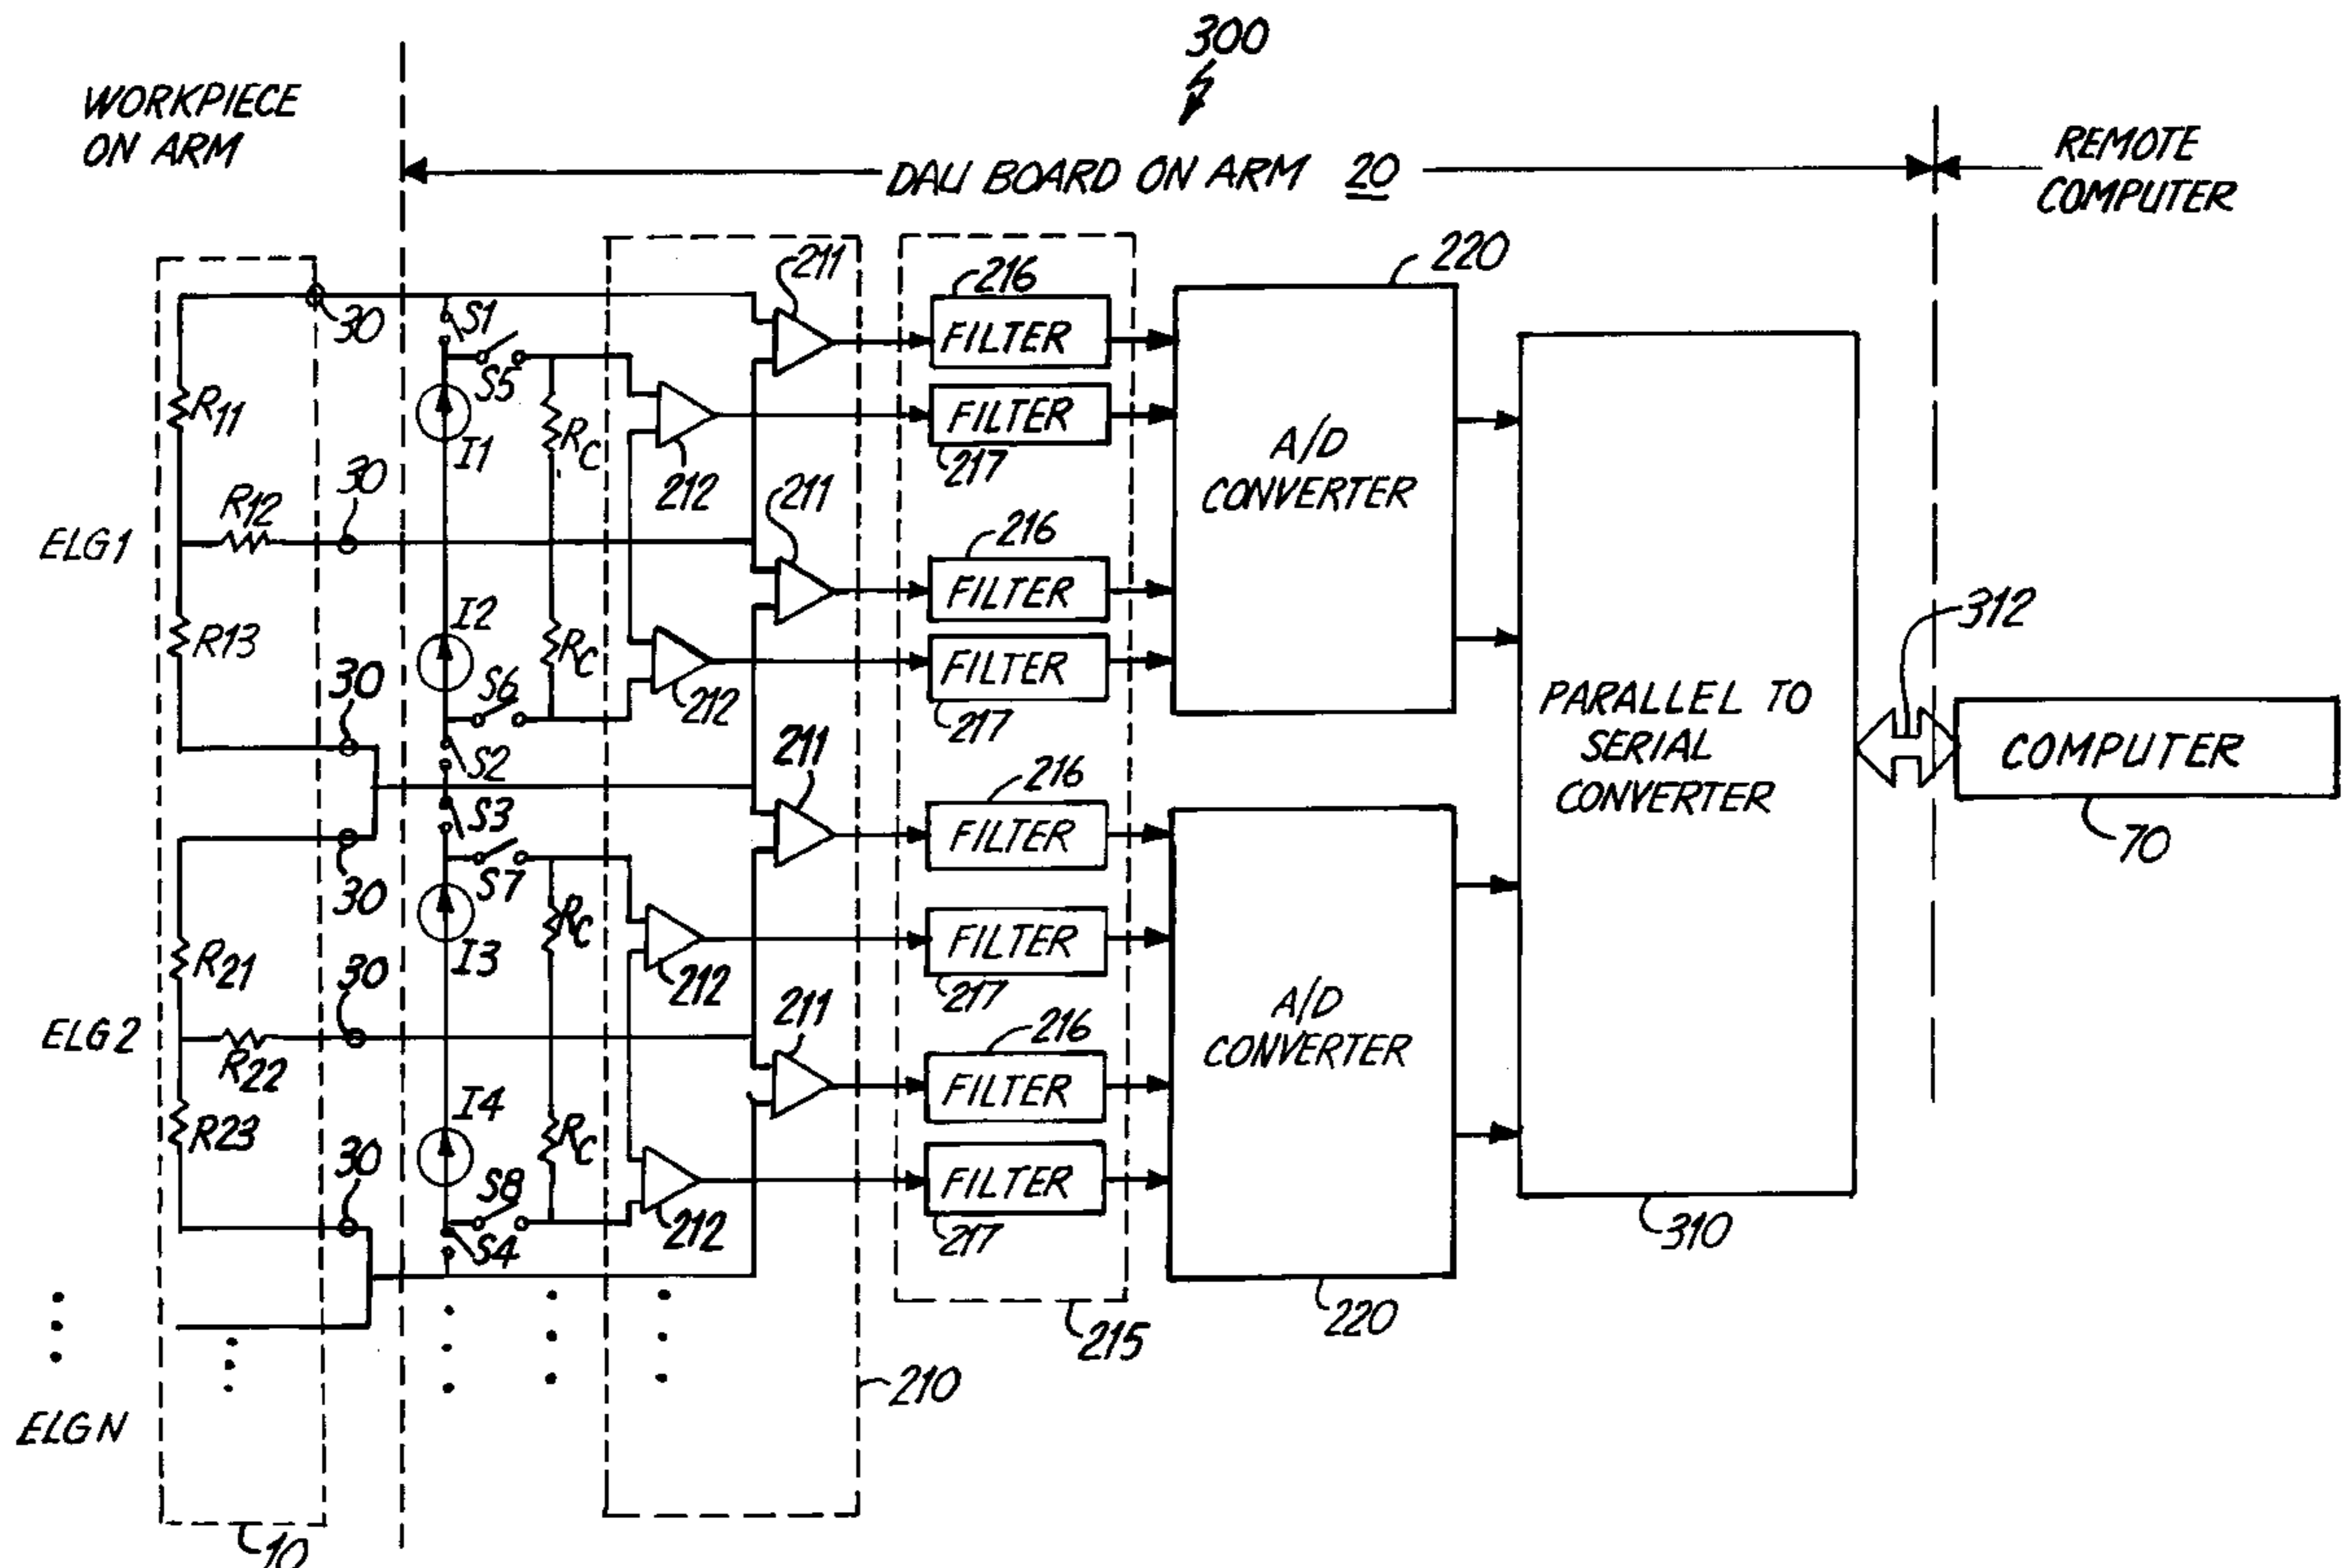 300
WORKPIECE
ON ARM
DAU BOARD ON ARM 20
REMOTE
COMPUTER
211
216
220
30
S1
FILTER
S5
R11
I1
RC
212
FILTER
217
A/D
CONVERTER
30
R12
211
216
ELG1
FILTER
312
I2
R13
RC
FILTER
30
S6
212
217
PARALLEL TO
SERIAL
CONVERTER
COMPUTER
S2
211
216
S3
FILTER
70
S7
30
RC
I3
FILTER
R21
30
212
217
211
216
A/D
CONVERTER
ELG2
R22
FILTER
I4
R23
RC
30
S8
FILTER
212
217
S4
310
220
215
210
ELGN
10